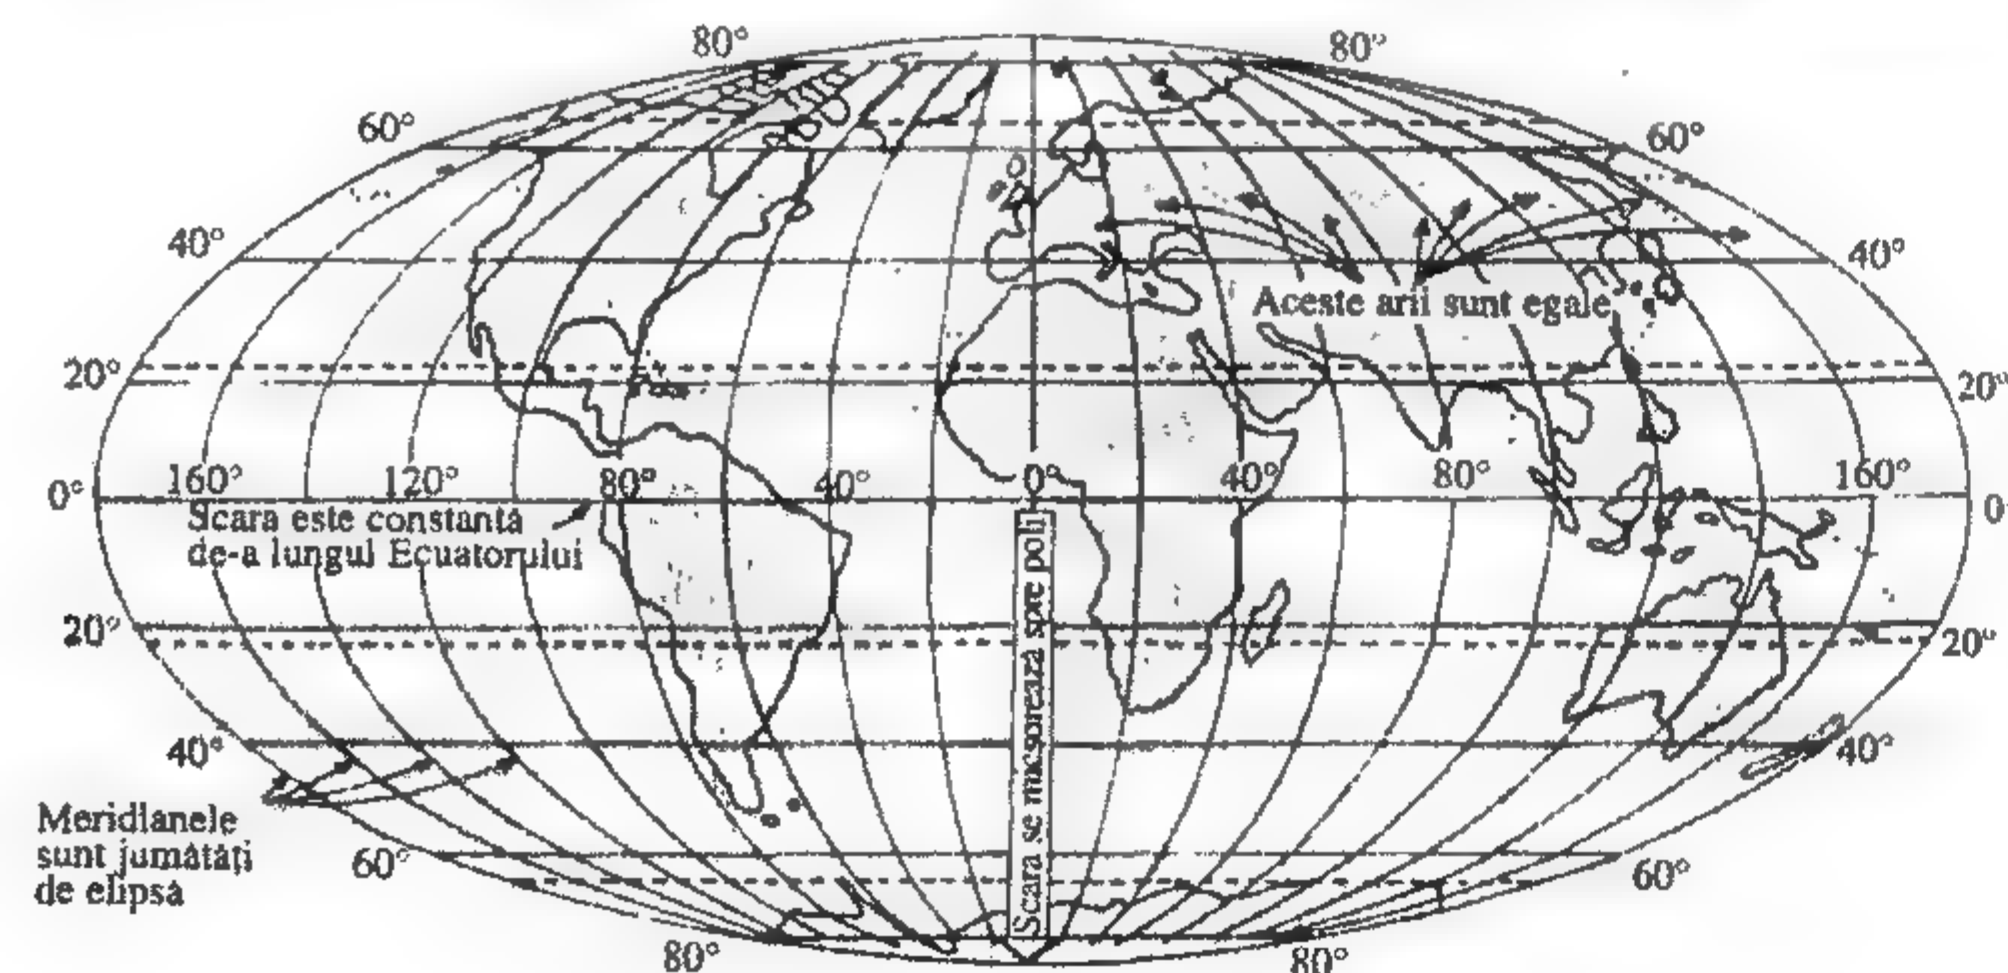 80° 80°
60° 60°
40° 40°
Aceste arii sunt egale
20° 20°
0° 160° 120° 80° 40° 0° 40° 80° 160° 0°
Scara este constantă
de-a lungul Ecuatorului
Scara se micșorează spre poli
20° 20°
40° 40°
Meridianele
sunt jumătăți
de elipsă
60° 60°
80° 80°